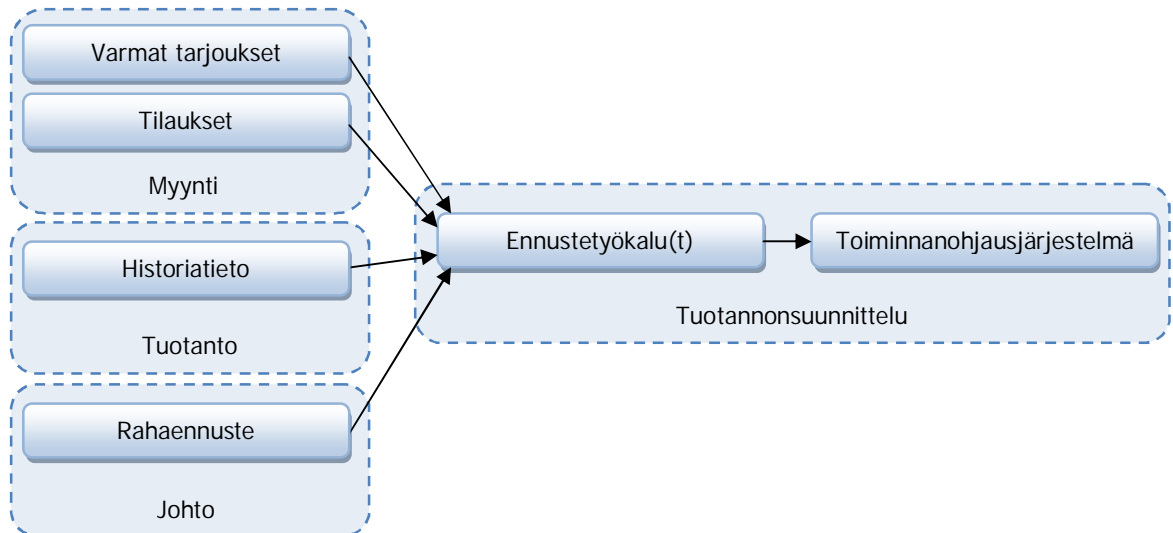 Varmat tarjoukset
Tilaukset
Myynti
Historiatieto
Tuotanto
Rahaennuste
Johto
Ennustetyökalu(t)
Toiminnanohjausjärjestelmä
Tuotannonsuunnittelu